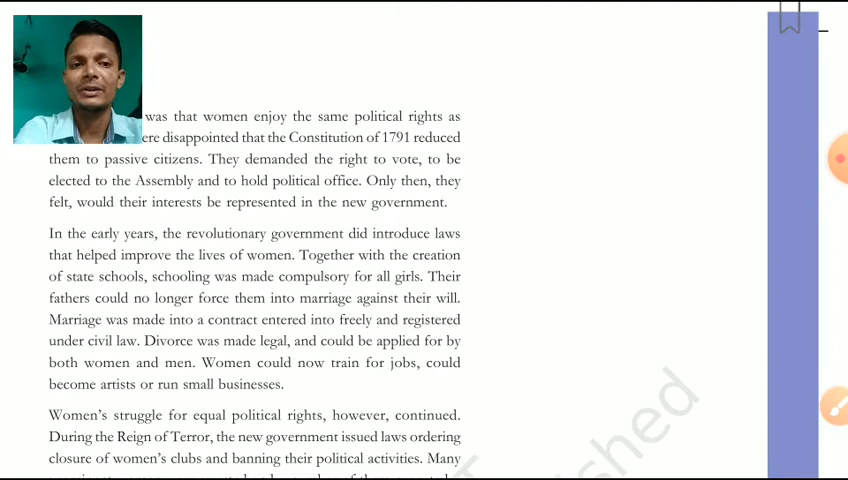 was that women enjoy the same political rights as
ere disappointed that the Constitution of 1791 reduced
them to passive citizens. They demanded the right to vote, to be
elected to the Assembly and to hold political office. Only then, they
felt, would their interests be represented in the new government.
In the early years, the revolutionary government did introduce laws
that helped improve the lives of women. Together with the creation
of state schools, schooling was made compulsory for all girls. Their
fathers could no longer force them into marriage against their will.
Marriage was made into a contract entered into freely and registered
under civil law. Divorce was made legal, and could be applied for by
both women and men. Women could now train for jobs, could
become artists or run small businesses.
Women's struggle for equal political rights, however, continued.
During the Reign of Terror, the new government issued laws ordering
closure of women's clubs and banning their political activities. Many